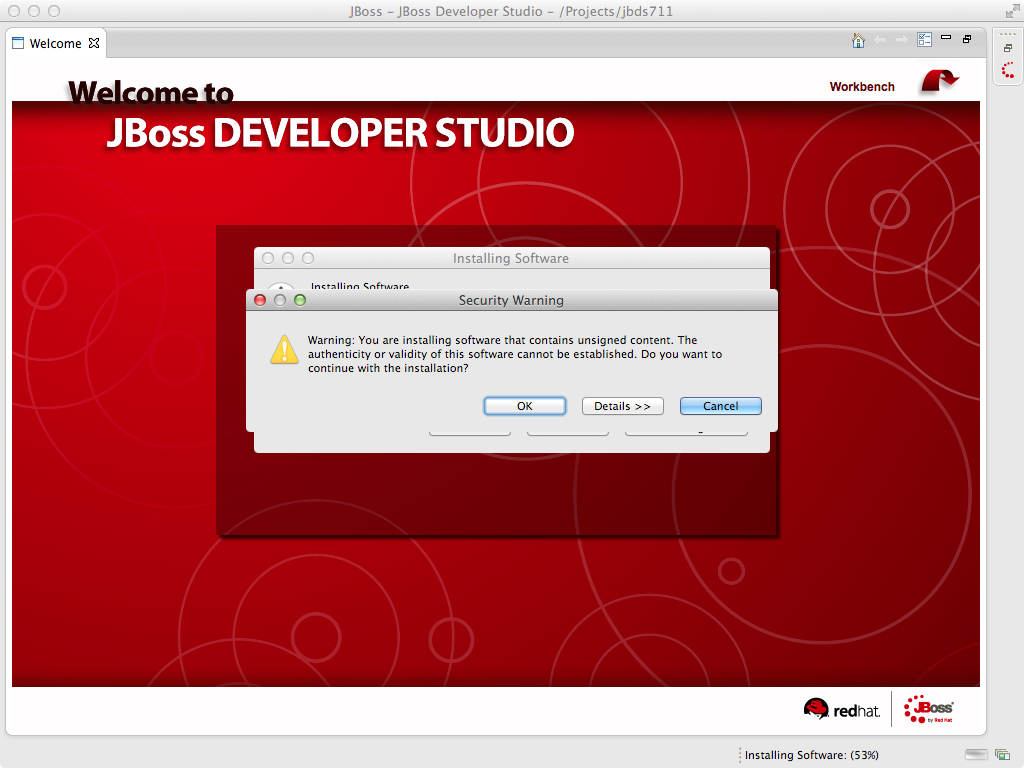 JBoss – JBoss Developer Studio – /Projects/jbds711
Welcome
Welcome to
Workbench
JBoss DEVELOPER STUDIO
Installing Software
Installing Software
Security Warning
Warning: You are installing software that contains unsigned content. The
authenticity or validity of this software cannot be established. Do you want to
continue with the installation?
OK
Details >>
Cancel
redhat.
JBoss
by Red Hat
Installing Software: (53%)